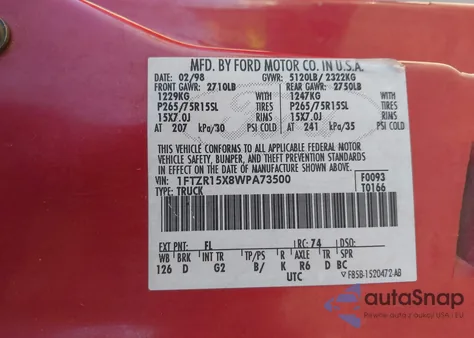 MFD. BY FORD MOTOR CO. IN U.S.A.
DATE: 02/98 GVWR: 5120LB/ 2322KG
FRONT GAWR: 2710LB REAR GAWR: 2750LB
1229KG 1247KG
P265/75R15SL TIRES P265/75R15SL TIRES
15X7.0J RIMS 15X7.0J RIMS
AT 207 kPa/30 PSI COLD AT 241 kPa/35 PSI COLD
THIS VEHICLE CONFORMS TO ALL APPLICABLE FEDERAL MOTOR
VEHICLE SAFETY, BUMPER, AND THEFT PREVENTION STANDARDS
IN EFFECT ON THE DATE OF MANUFACTURE SHOWN ABOVE.
VIN: 1FTZR15X8WPA73500 F0093
TYPE: TRUCK T0166
EXT PNT: FL RC: 74 DSO:
WB BRK INT TR TP/PS R AXLE TR SPR
126 D G2 B/ K R6 D BC
UTC F85B-1520472-AB
autoSnap